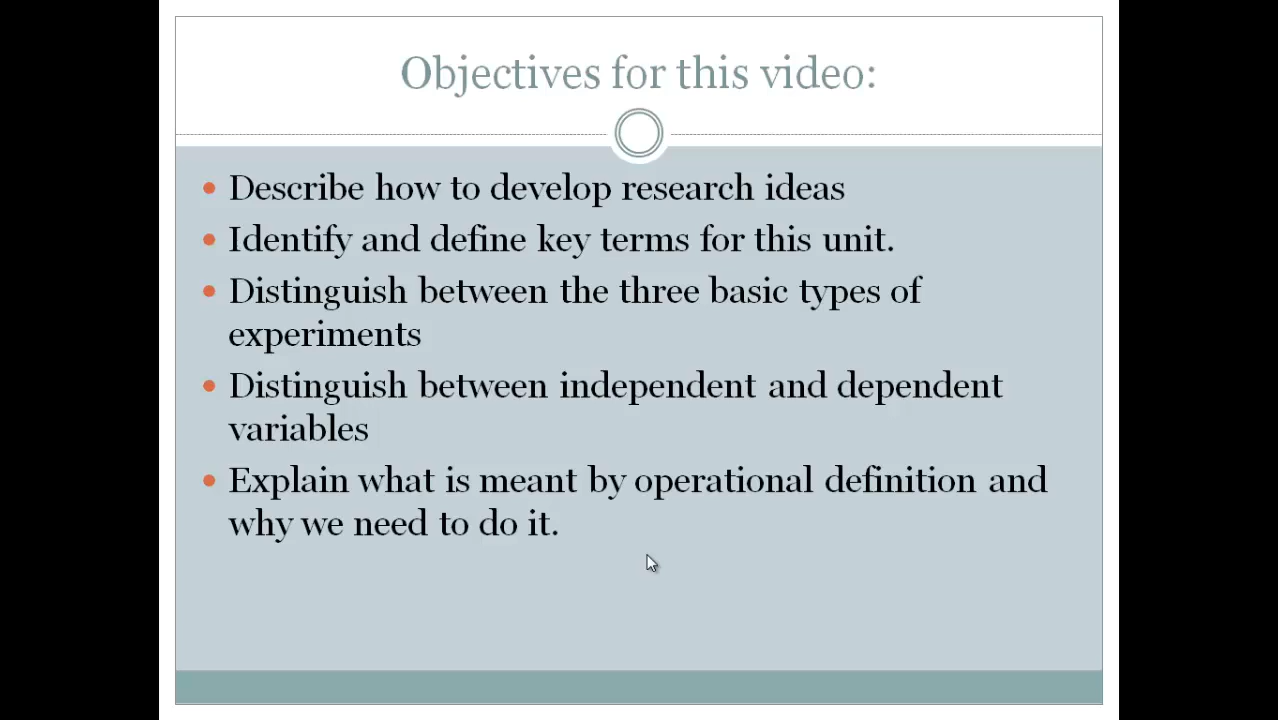 Objectives for this video:
• Describe how to develop research ideas
• Identify and define key terms for this unit.
• Distinguish between the three basic types of
experiments
• Distinguish between independent and dependent
variables
• Explain what is meant by operational definition and
why we need to do it.